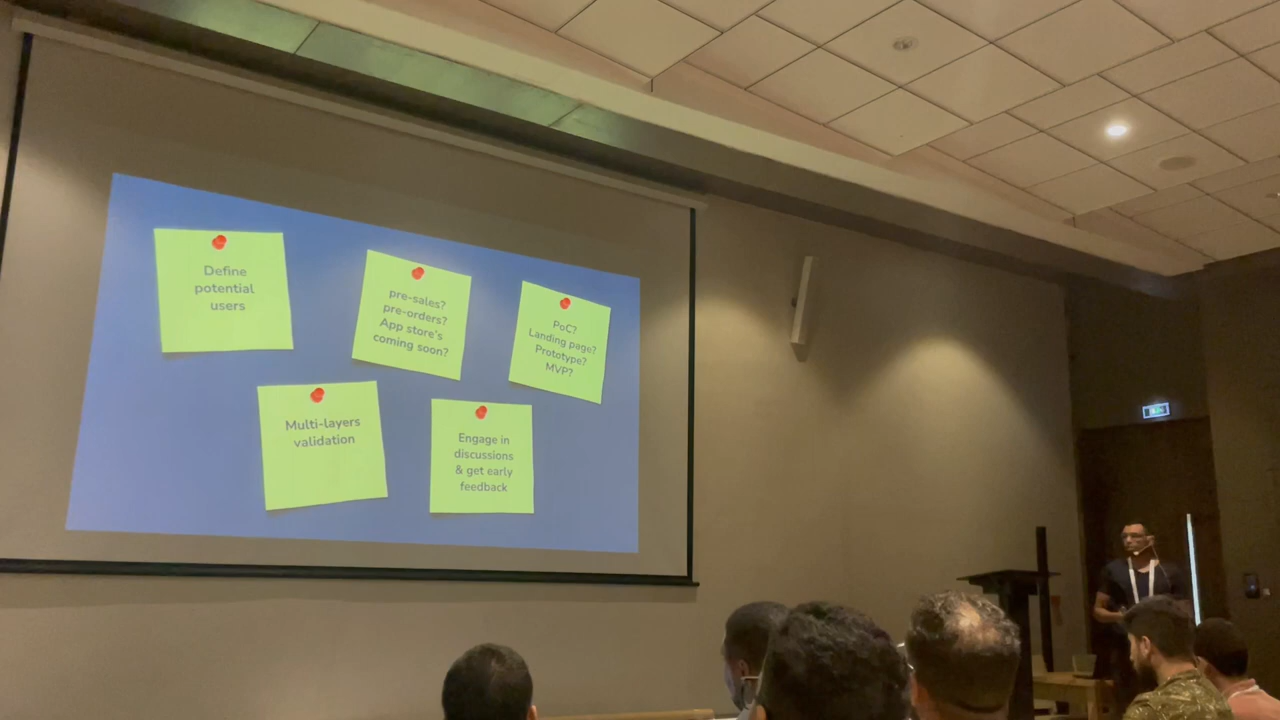 Define
potential
users
pre-sales?
pre-orders?
App store's
coming soon?
PoC?
Landing page?
Prototype?
MVP?
Multi-layers
validation
Engage in
discussions
& get early
feedback